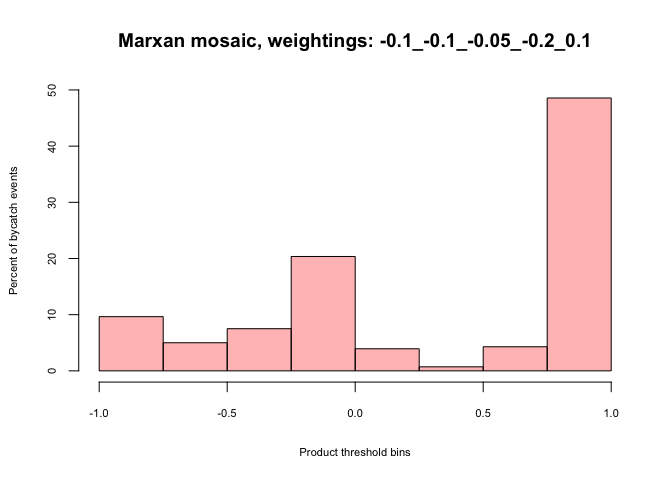 Marxan mosaic, weightings: -0.1_-0.1_-0.05_-0.2_0.1
50
40
30
20
10
0
Percent of bycatch events
-1.0 -0.5 0.0 0.5 1.0
Product threshold bins